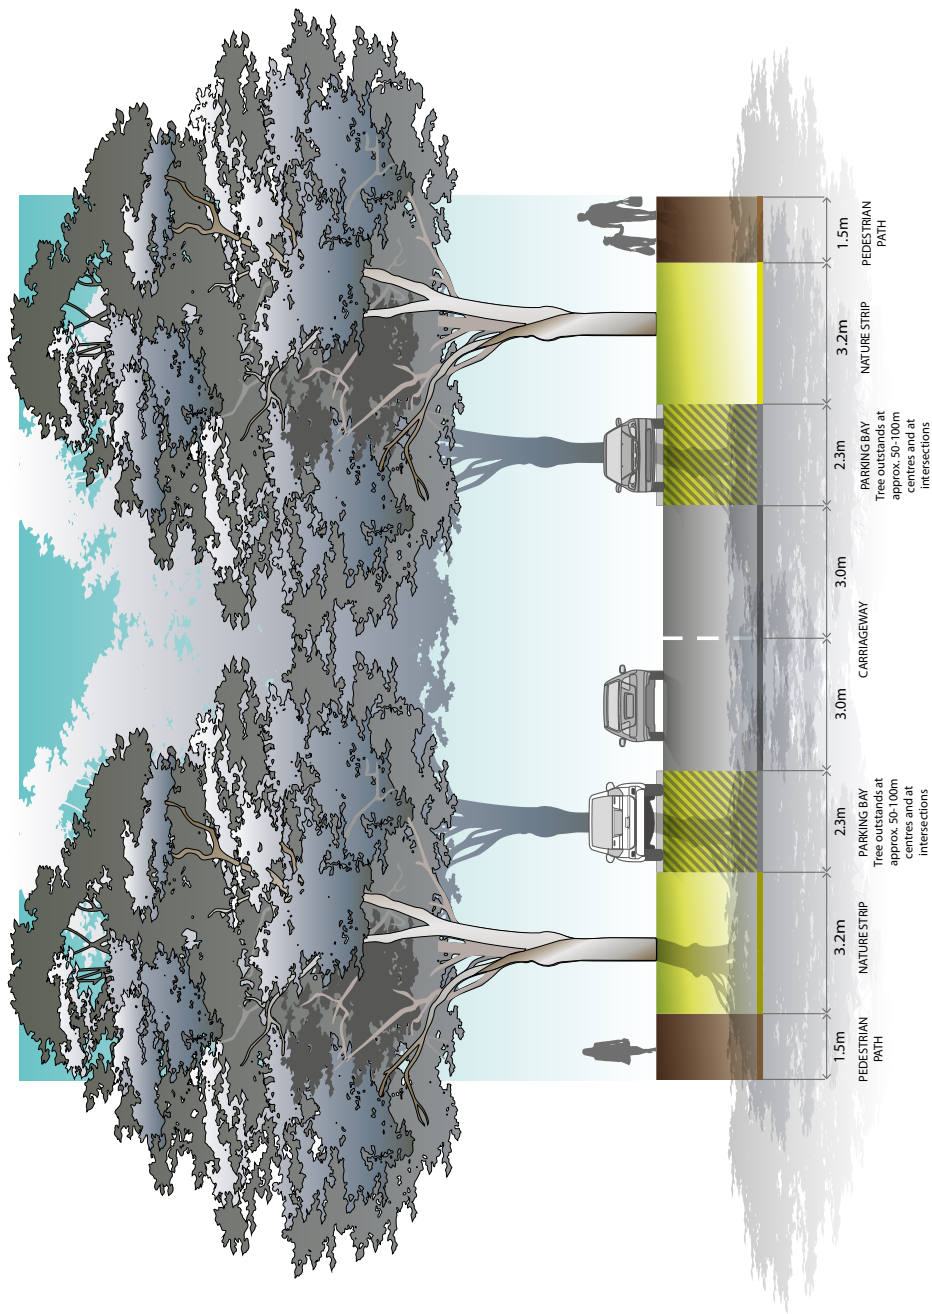 1.5m
3.2m
2.3m
3.0m
3.0m
2.3m
3.2m
1.5m
PEDESTRIAN
PATH
NATURE STRIP
PARKING BAY
Tree outstands at
approx. 50-100m
centres and at
intersections
CARRIAGEWAY
PARKING BAY
Tree outstands at
approx. 50-100m
centres and at
intersections
NATURE STRIP
PEDESTRIAN
PATH